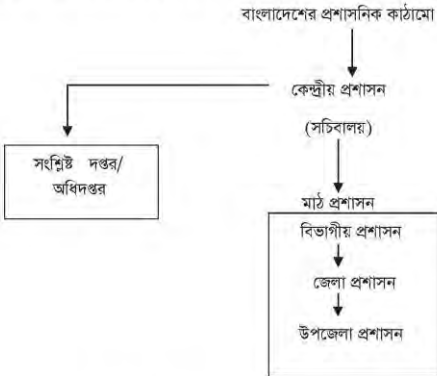 বাংলাদেশের প্রশাসনিক কাঠামো
কেন্দ্রীয় প্রশাসন
(সচিবালয়)
সংশ্লিষ্ট দপ্তর/
অধিদপ্তর
মাঠ প্রশাসন
বিভাগীয় প্রশাসন
জেলা প্রশাসন
উপজেলা প্রশাসন